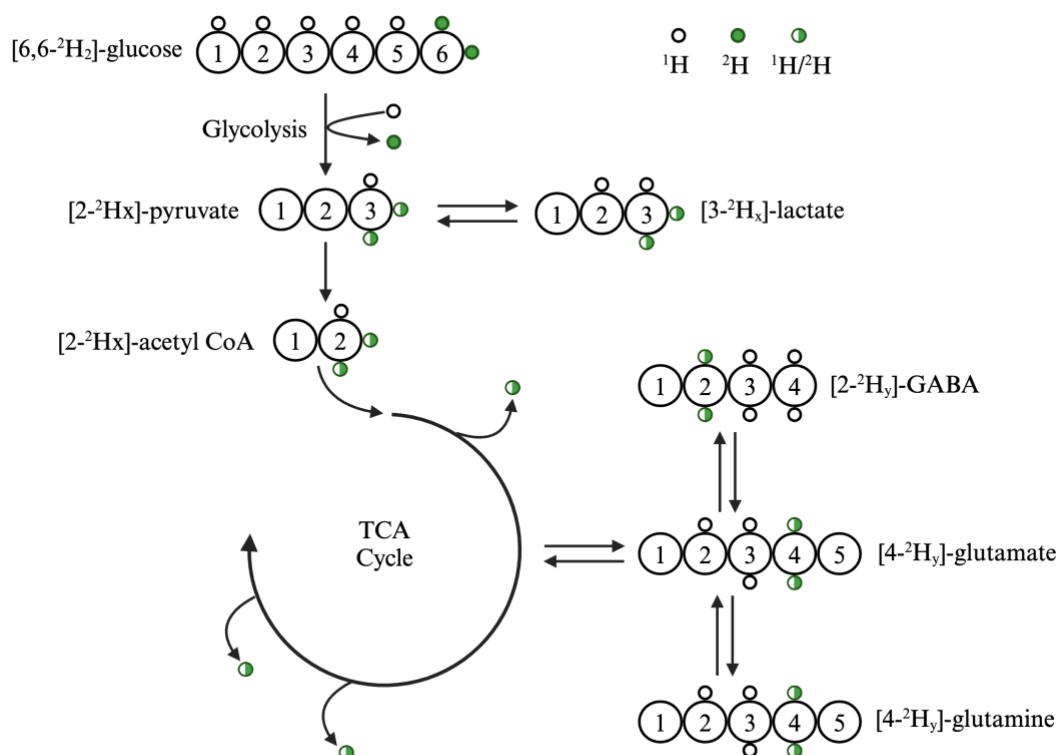 [6,6-²H₂]-glucose
1 2 3 4 5 6
¹H ²H ¹H/²H
Glycolysis
[2-²Hx]-pyruvate
1 2 3
1 2 3
[3-²Hₓ]-lactate
[2-²Hx]-acetyl CoA
1 2
1 2 3 4
[2-²Hᵧ]-GABA
TCA
Cycle
1 2 3 4 5
[4-²Hᵧ]-glutamate
1 2 3 4 5
[4-²Hᵧ]-glutamine